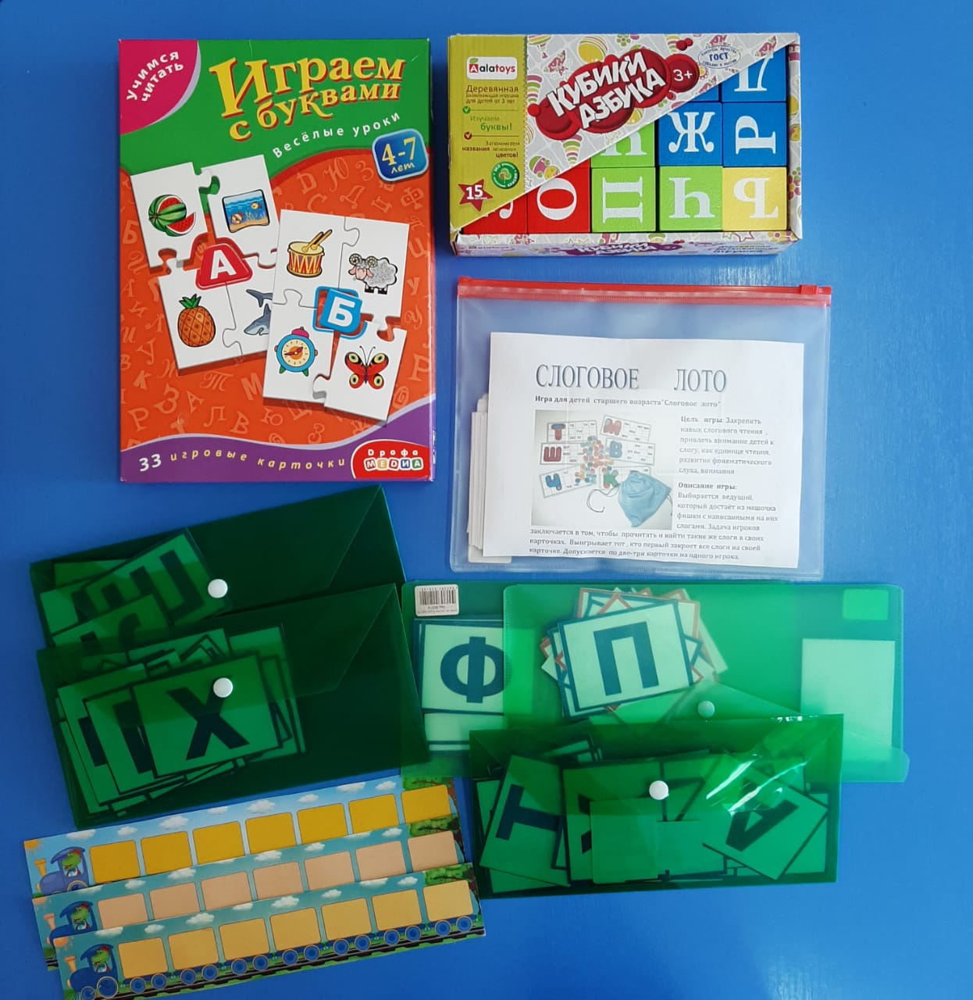 учимся
читать
Играем
с буквами
Весёлые уроки
4-7
лет
А
Б
33 игровые карточки
Дрофа
МЕДИА
Aalatoys
Деревянная
развивающая игрушка
для детей от 3 лет
Изучаем
буквы!
Запоминаем
названия основных
цветов!
15
КУБИКИ
АЗБУКА
3+
ГОСТ
Ж
Р
О
П
Ч
Р
КУБИКИ
СЛОГОВОЕ ЛОТО
Игра для детей старшего возраста"Слоговое лото"
Цель игры: Закрепить
навык слогового чтения ,
привлечь внимание детей к
слогу, как единице чтения,
развитие фонематического
слуха, внимания
Т
М
Ш
В
Ч
К
Описание игры:
Выбирается ведущий,
который достаёт из мешочка
фишки с написанными на них
слогами. Задача игроков
заключается в том, чтобы прочитать и найти такие же слоги в своих
карточках. Выигрывает тот , кто первый закроет все слоги на своей
карточке. Допускается по две-три карточки на одного игрока.
Ф
П
Х
Т